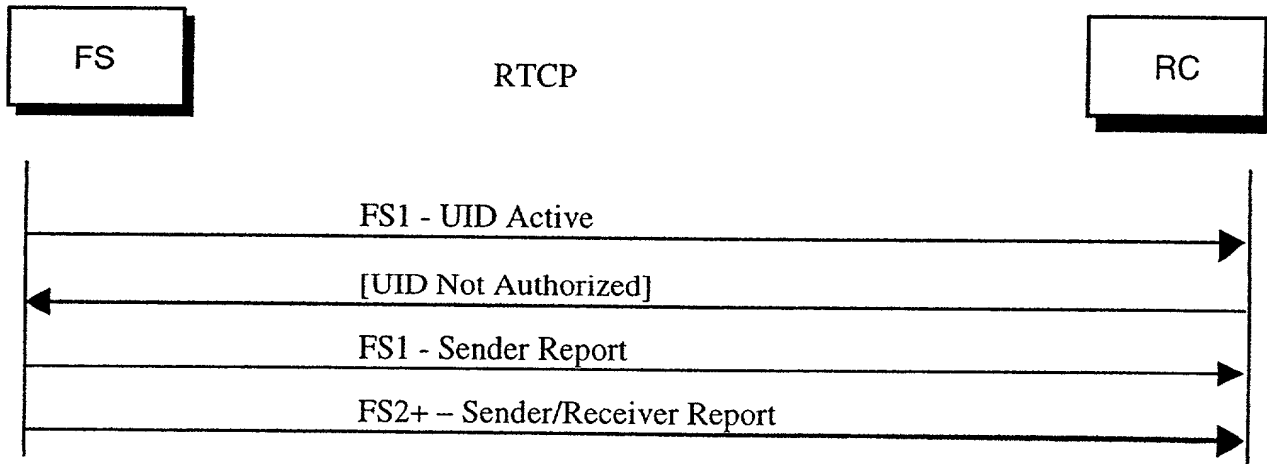 FS
RTCP
RC
FS1 - UID Active
[UID Not Authorized]
FS1 - Sender Report
FS2+ – Sender/Receiver Report